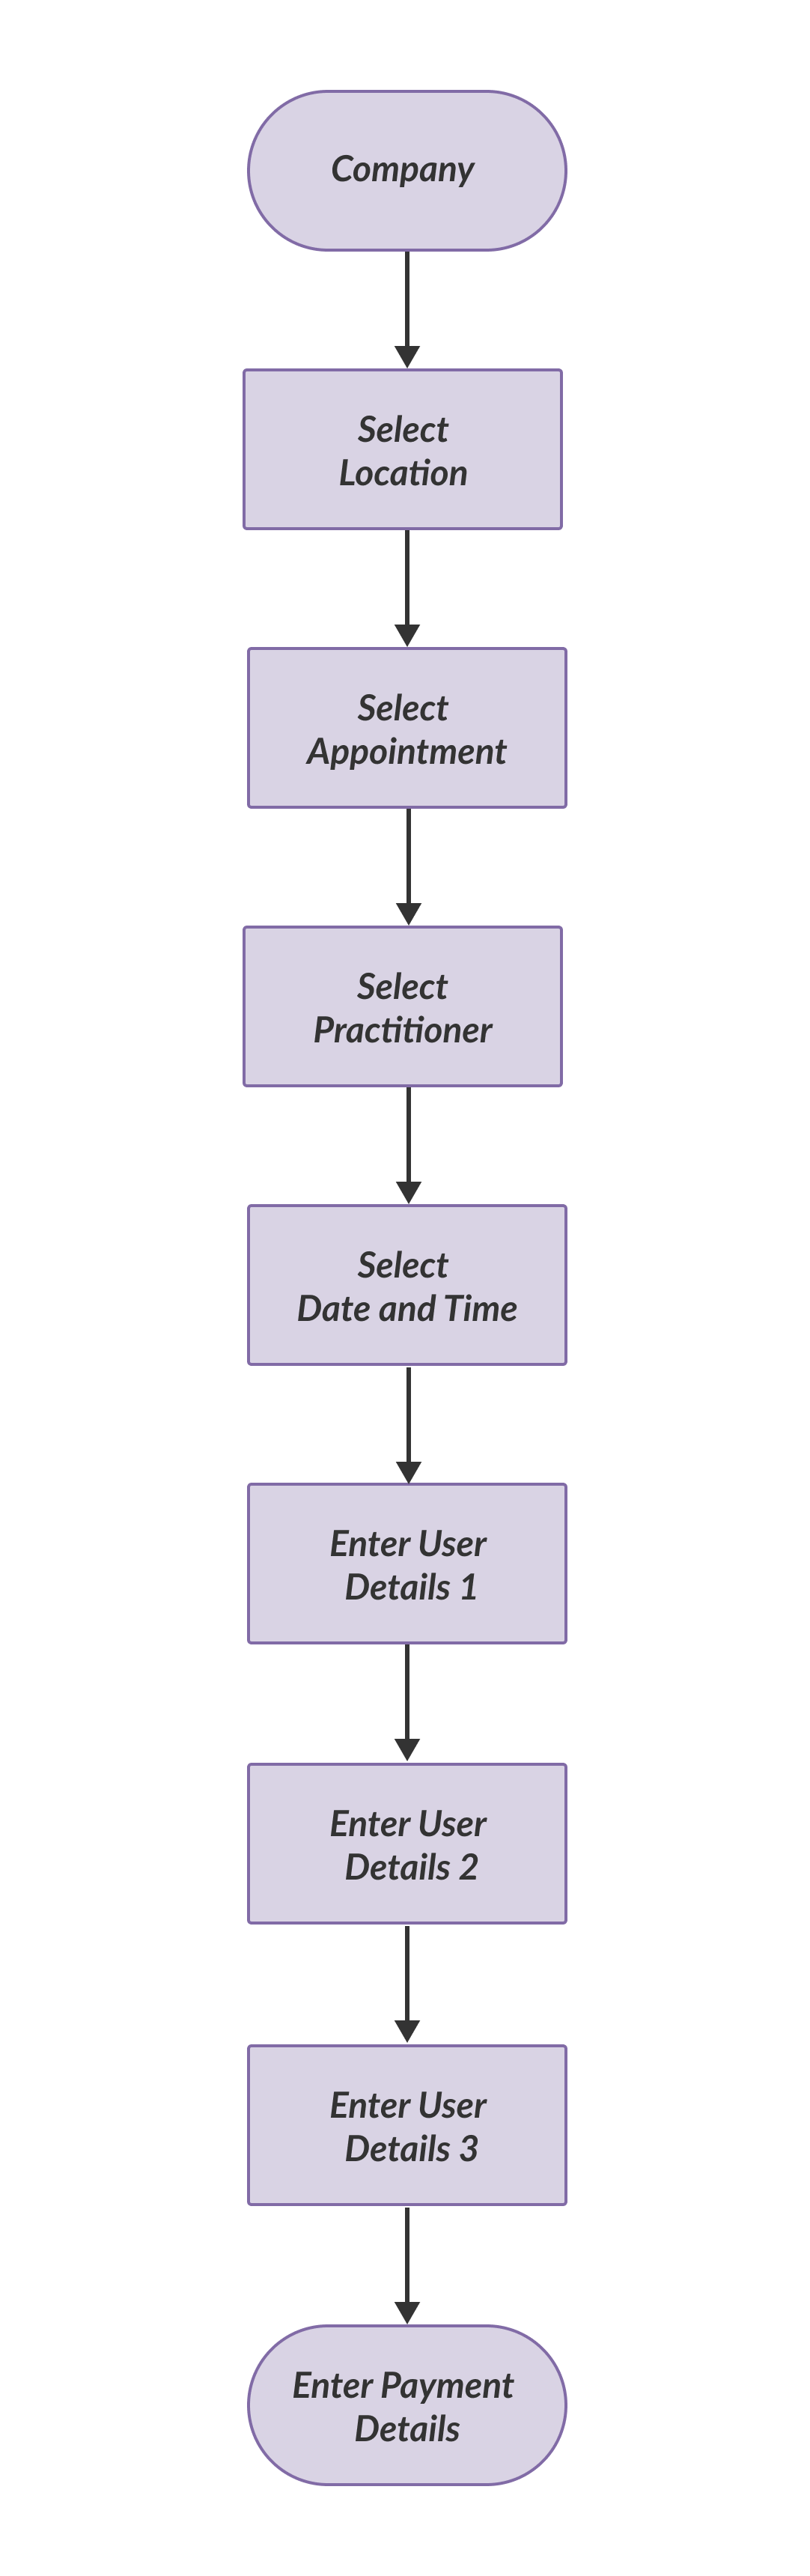 Company
Select
Location
Select
Appointment
Select
Practitioner
Select
Date and Time
Enter User
Details 1
Enter User
Details 2
Enter User
Details 3
Enter Payment
Details